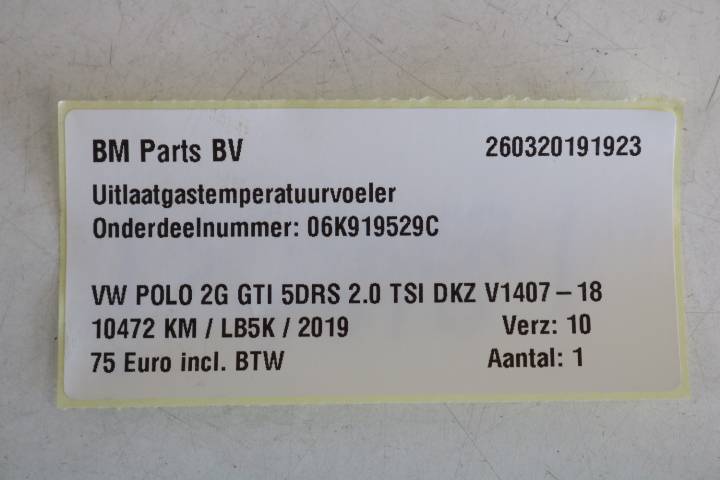 BM Parts BV 260320191923
Uitlaatgastemperatuurvoeler
Onderdeelnummer: 06K919529C
VW POLO 2G GTI 5DRS 2.0 TSI DKZ V1407-18
10472 KM / LB5K / 2019 Verz: 10
75 Euro incl. BTW Aantal: 1